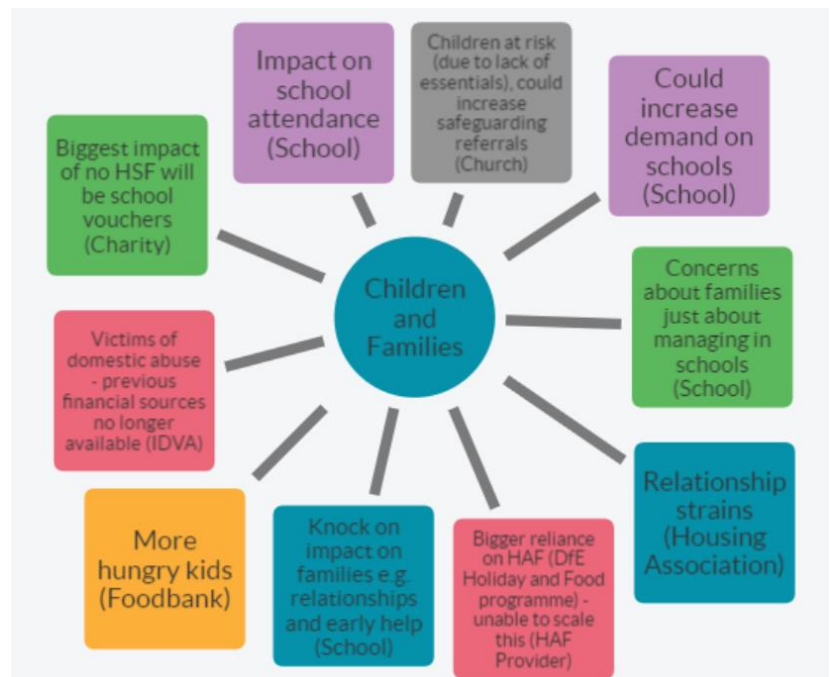 Impact on
school
attendance
(School)
Children at risk
(due to lack of
essentials), could
increase
safeguarding
referrals
(Church)
Could
increase
demand on
schools
(School)
Biggest impact
of no HSF will
be school
vouchers
(Charity)
Children
and
Families
Concerns
about families
just about
managing in
schools
(School)
Victims of
domestic abuse
- previous
financial sources
no longer
available (IDVA)
Relationship
strains
(Housing
Association)
More
hungry kids
(Foodbank)
Knock on
impact on
families e.g.
relationships
and early help
(School)
Bigger reliance
on HAF (DfE
Holiday and Food
programme) -
unable to scale
this (HAF
Provider)